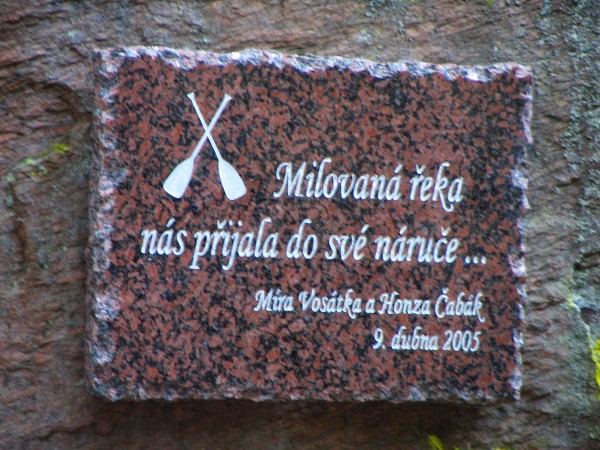 Milovaná řeka
nás přijala do své náruče ...
Míra Vosátka a Honza Čabák
9. dubna 2005